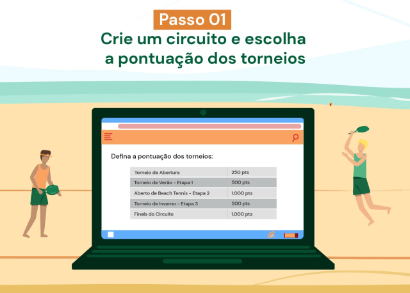 Passo 01
Crie um circuito e escolha
a pontuação dos torneios
Defina a pontuação dos torneios:
Torneio de Abertura 250 pts
Torneio de Verão - Etapa 1 500 pts
Aberto de Beach Tennis - Etapa 2 1.000 pts
Torneio de Inverno - Etapa 3 500 pts
Finals do Circuito 1.000 pts